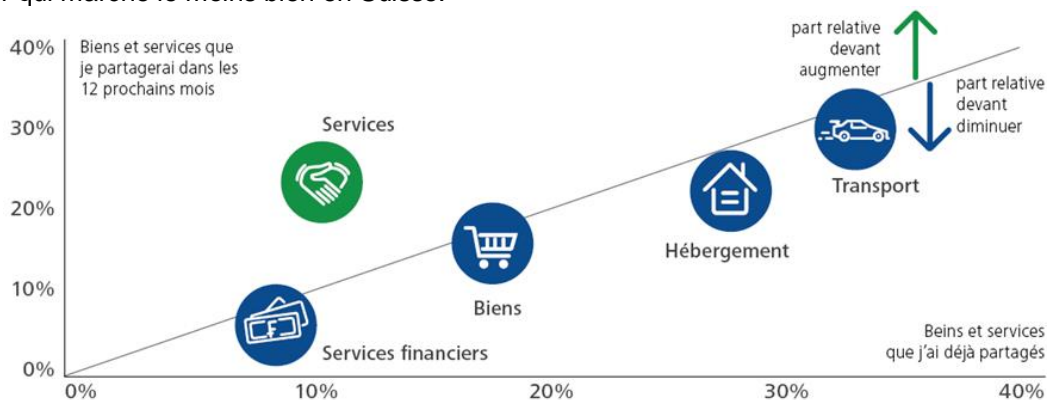 40%
Biens et services que
je partagerai dans les
12 prochains mois
part relative
devant
augmenter
part relative
devant
diminuer
30%
Services
20%
Transport
Hébergement
10%
Biens
Services financiers
Beins et services
que j'ai déjà partagés
0%
0%
10%
20%
30%
40%